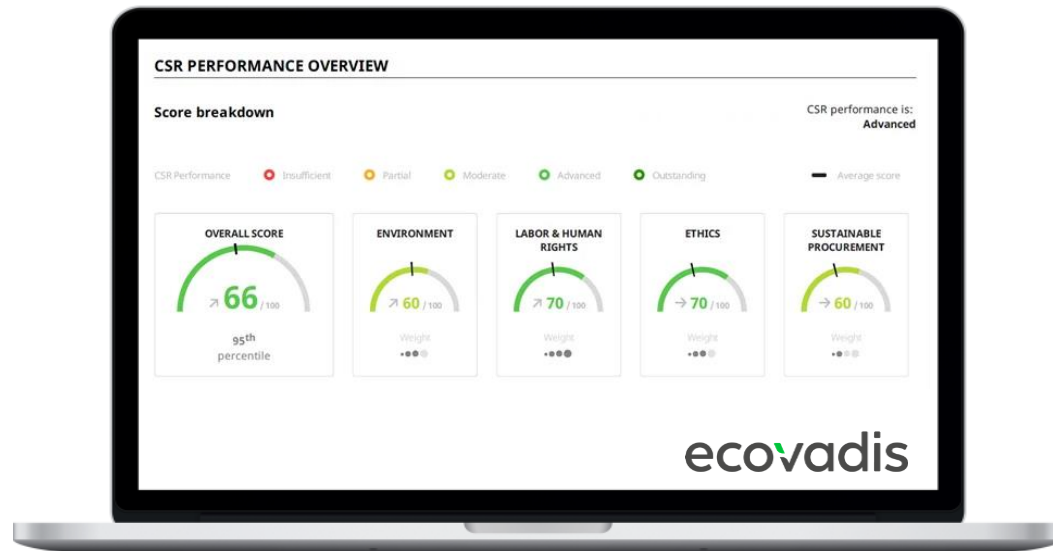 CSR PERFORMANCE OVERVIEW
Score breakdown
CSR performance is:
Advanced
CSR Performance Insufficient Partial Moderate Advanced Outstanding Average score
OVERALL SCORE
66 / 100
95th
percentile
ENVIRONMENT
60 / 100
Weight
LABOR & HUMAN
RIGHTS
70 / 100
Weight
ETHICS
70 / 100
Weight
SUSTAINABLE
PROCUREMENT
60 / 100
Weight
ecovadis